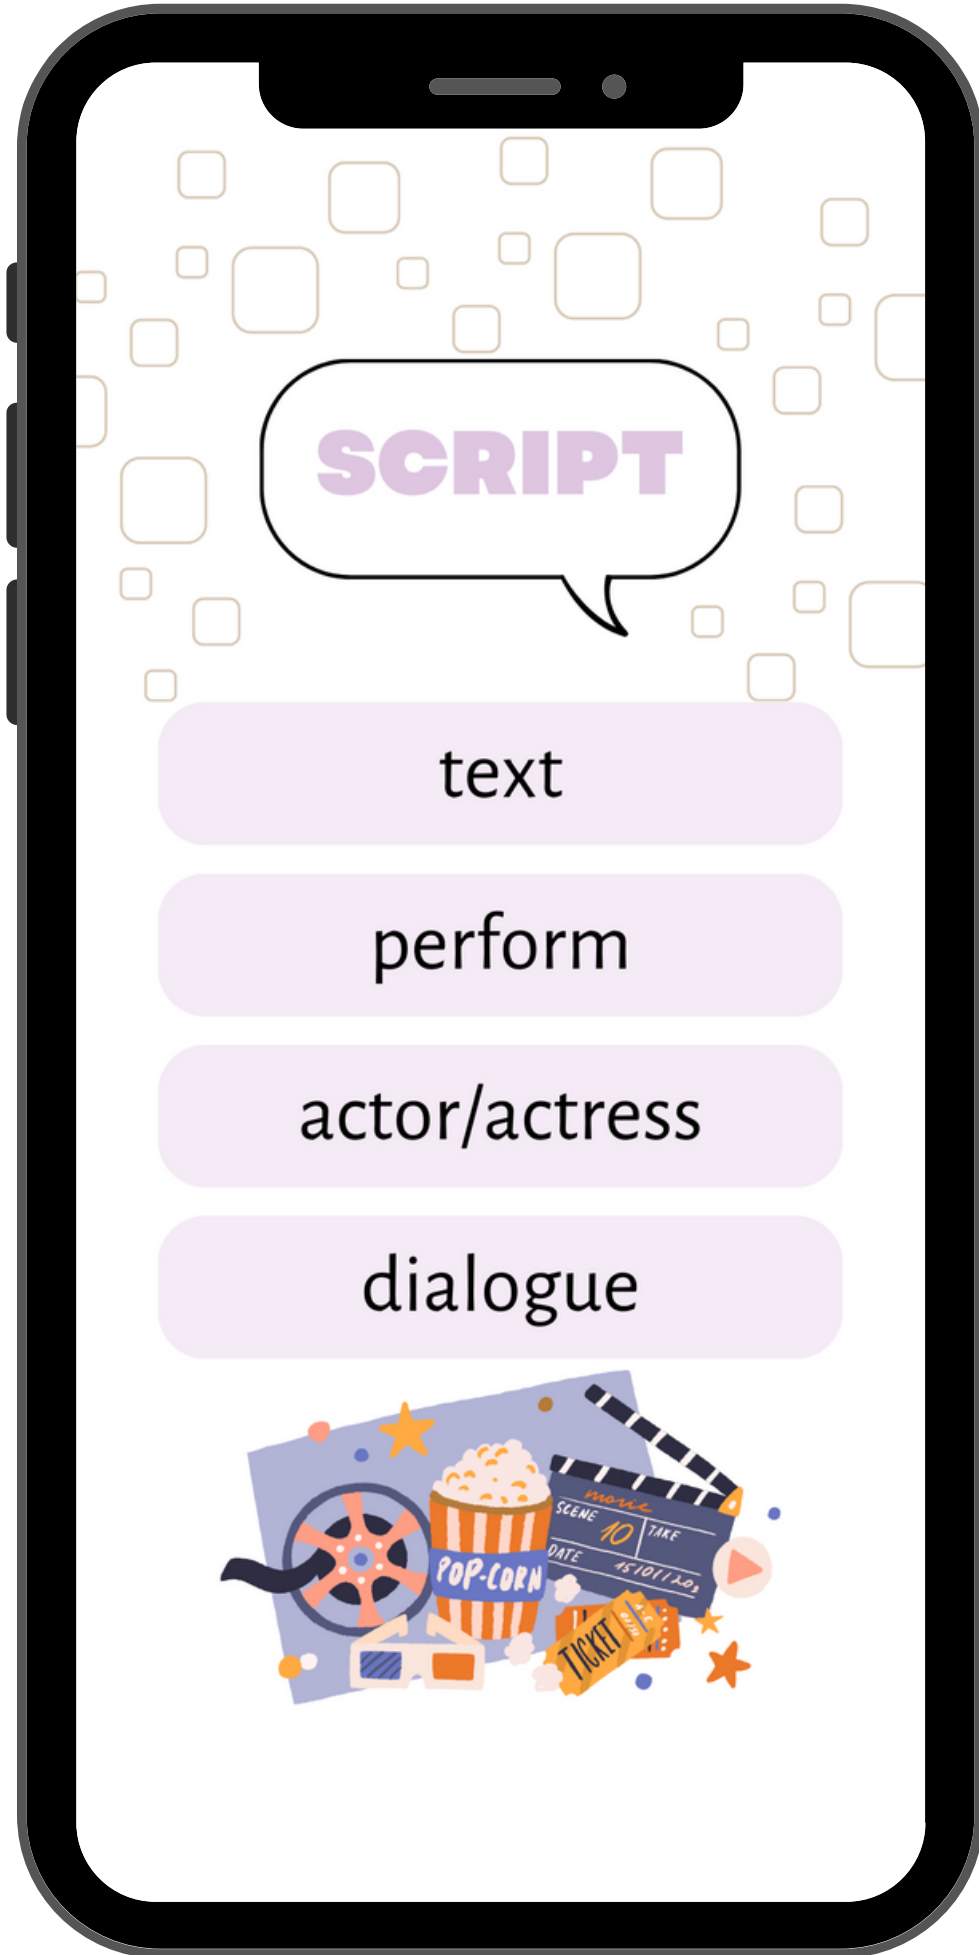 SCRIPT
text
perform
actor/actress
dialogue
movie
SCENE
10
TAKE
DATE
POP-CORN
TICKET